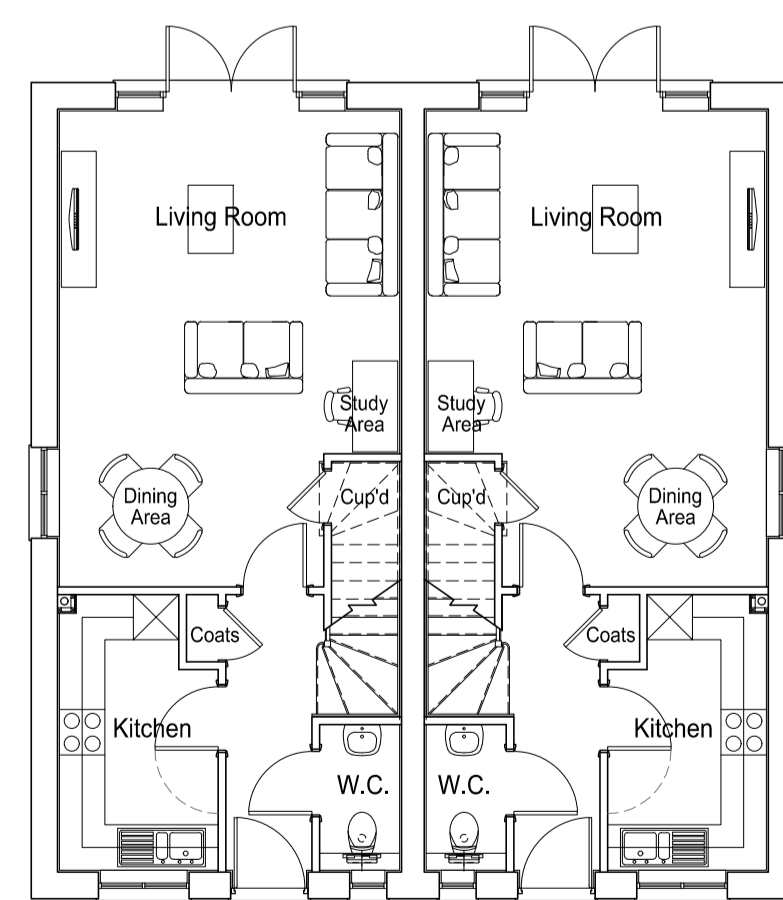 Living Room
Living Room
Study
Area
Study
Area
Cup'd
Cup'd
Dining
Area
Dining
Area
Coats
Coats
Kitchen
Kitchen
W.C.
W.C.